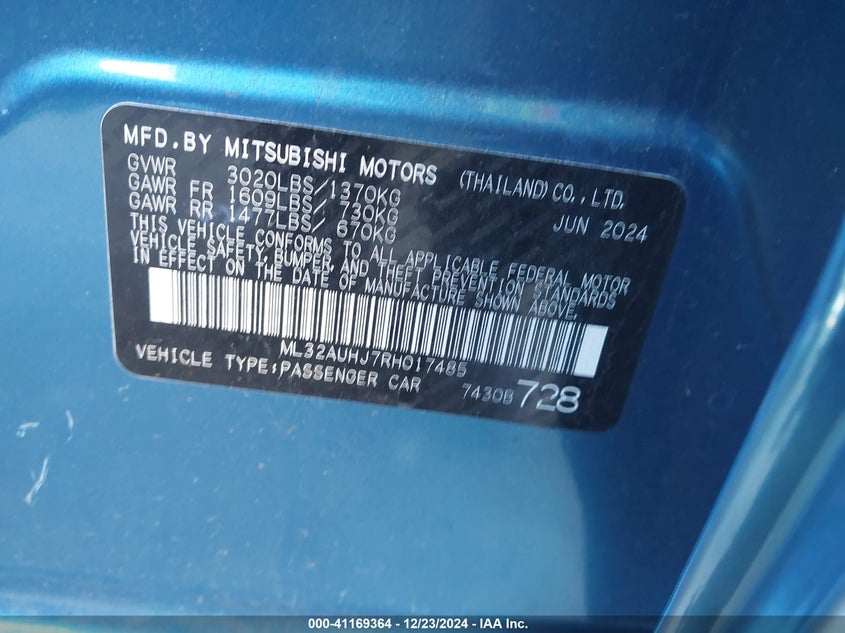 MFD.BY MITSUBISHI MOTORS (THAILAND) CO., LTD.
GVWR 3020LBS/1370KG
GAWR FR 1609LBS/ 730KG JUN 2024
GAWR RR 1477LBS/ 670KG
THIS VEHICLE CONFORMS TO ALL APPLICABLE FEDERAL MOTOR
VEHICLE SAFETY, BUMPER, AND THEFT PREVENTION STANDARDS
IN EFFECT ON THE DATE OF MANUFACTURE SHOWN ABOVE.
ML32AUHJ7RH017485
VEHICLE TYPE:PASSENGER CAR 7430B 728
000-41169364 - 12/23/2024 - IAA Inc.